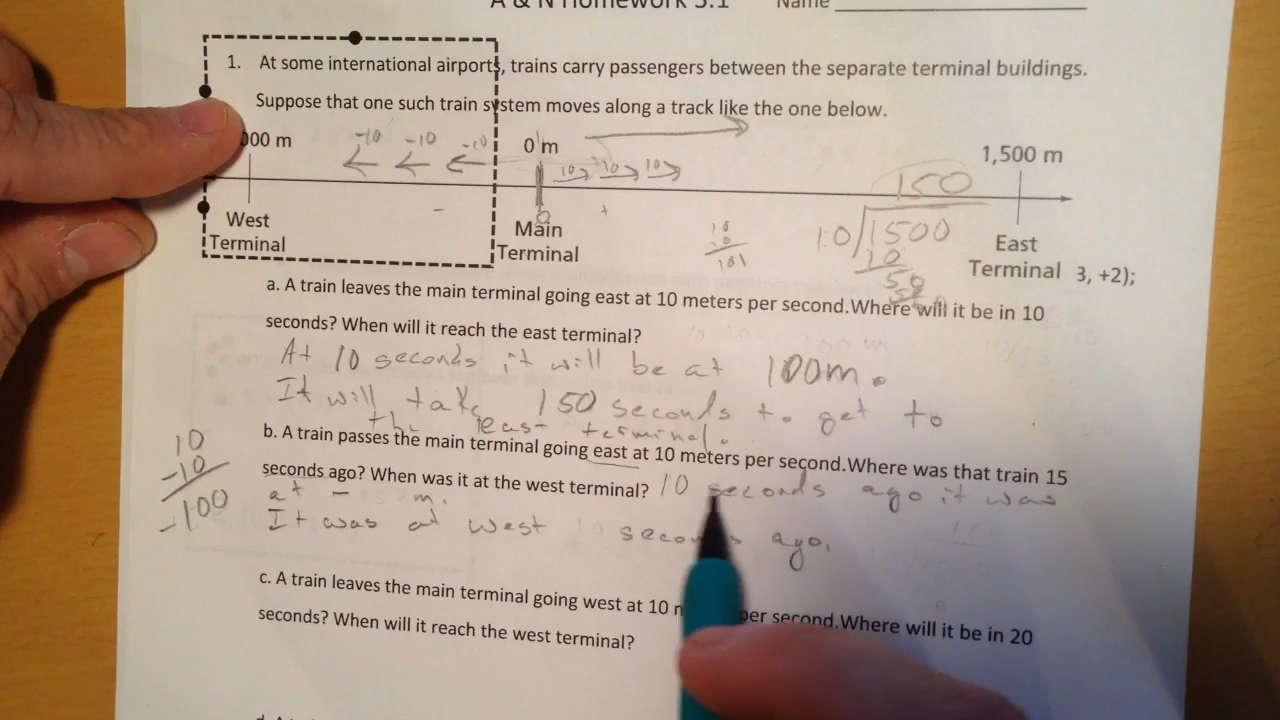 A & N Homework 3.1 Name
1. At some international airports, trains carry passengers between the separate terminal buildings.
Suppose that one such train system moves along a track like the one below.
000 m -10 -10 -10 0 m 10 10 10 1,500 m
West Terminal
Main Terminal
East Terminal 3, +2);
150
10 1500
10
50
a. A train leaves the main terminal going east at 10 meters per second.Where will it be in 10
seconds? When will it reach the east terminal?
At 10 seconds it will be at 100m.
It will take 150 seconds to get to
the east terminal.
b. A train passes the main terminal going east at 10 meters per second.Where was that train 15
seconds ago? When was it at the west terminal? 10 seconds ago it was
at - m.
It was at west seconds ago.
10
-10
-100
c. A train leaves the main terminal going west at 10 m per second.Where will it be in 20
seconds? When will it reach the west terminal?